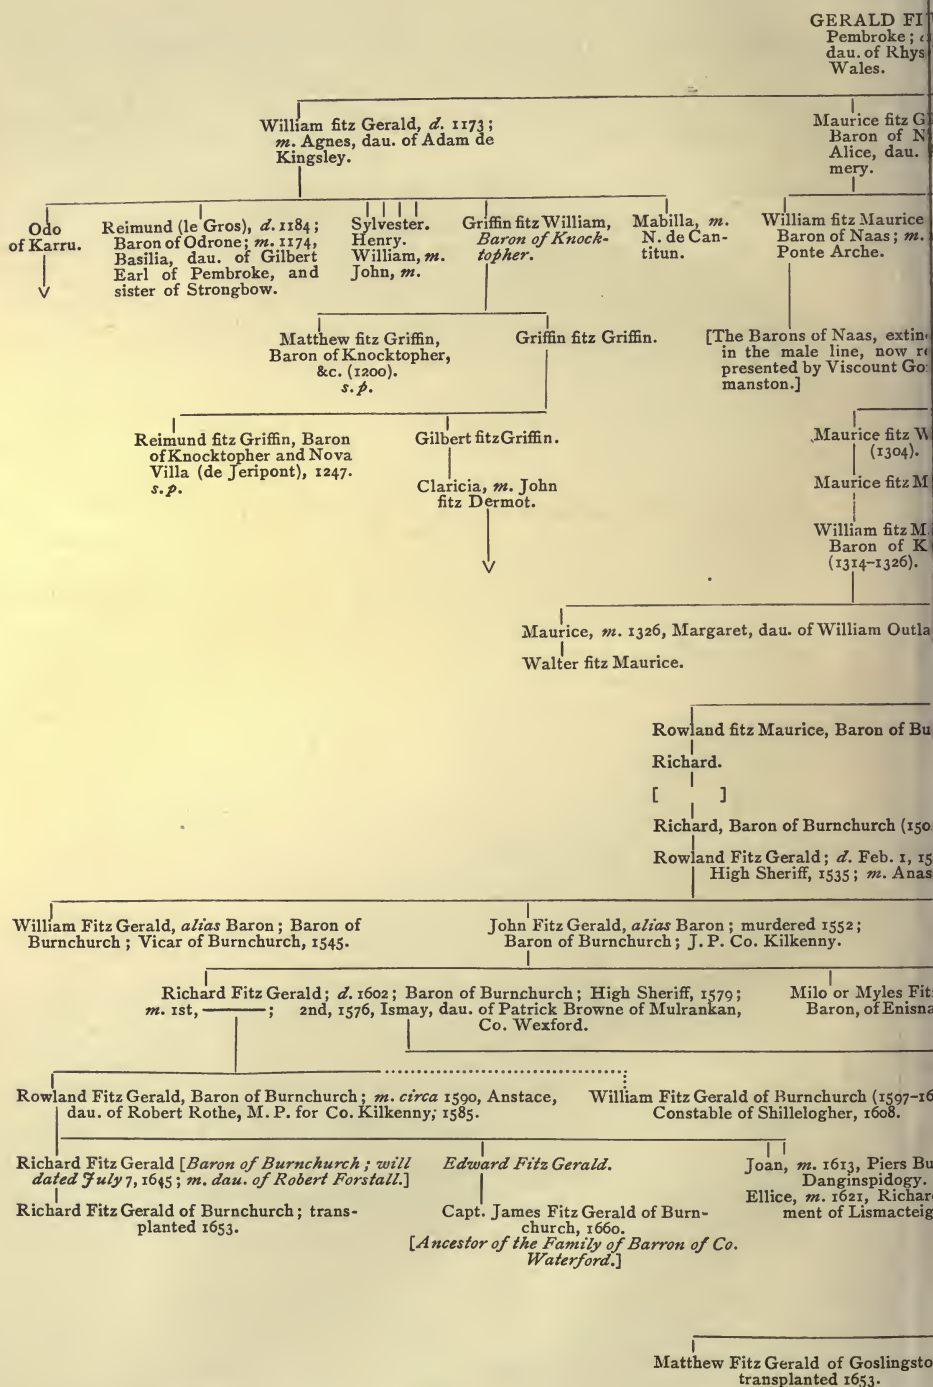 GERALD FI
Pembroke;
dau. of Rhys
Wales.
William fitz Gerald, d. 1173;
m. Agnes, dau. of Adam de
Kingsley.
Maurice fitz G
Baron of N
Alice, dau.
mery.
Odo
of Karru.
Reimund (le Gros), d. 1184;
Baron of Odrone; m. 1174,
Basilia, dau. of Gilbert
Earl of Pembroke, and
sister of Strongbow.
Sylvester.
Henry.
William, m.
John, m.
Griffin fitz William,
Baron of Knock-
topher.
Mabilla, m.
N. de Can-
titun.
William fitz Maurice
Baron of Naas; m.
Ponte Arche.
Matthew fitz Griffin,
Baron of Knocktopher,
&c. (1200).
s.p.
Griffin fitz Griffin.
[The Barons of Naas, extin
in the male line, now re
presented by Viscount Go
manston.]
Reimund fitz Griffin, Baron
of Knocktopher and Nova
Villa (de Jeripont), 1247.
s.p.
Gilbert fitz Griffin.
Claricia, m. John
fitz Dermot.
Maurice fitz W
(1304).
Maurice fitz M
William fitz M
Baron of K
(1314–1326).
Maurice, m. 1326, Margaret, dau. of William Outla
Walter fitz Maurice.
Rowland fitz Maurice, Baron of Bu
Richard.
[ ]
Richard, Baron of Burnchurch (150
Rowland Fitz Gerald; d. Feb. 1, 15
High Sheriff, 1535; m. Anas
William Fitz Gerald, alias Baron; Baron of
Burnchurch; Vicar of Burnchurch, 1545.
John Fitz Gerald, alias Baron; murdered 1552;
Baron of Burnchurch; J.P. Co. Kilkenny.
Richard Fitz Gerald; d. 1602; Baron of Burnchurch; High Sheriff, 1579;
m. 1st, ———; 2nd, 1576, Ismay, dau. of Patrick Browne of Mulrankan,
Co. Wexford.
Milo or Myles Fit
Baron, of Enisna
Rowland Fitz Gerald, Baron of Burnchurch; m. circa 1590, Anstace,
dau. of Robert Rothe, M.P. for Co. Kilkenny, 1585.
William Fitz Gerald of Burnchurch (1597–16
Constable of Shillelogher, 1608.
Richard Fitz Gerald [Baron of Burnchurch; will
dated July 7, 1645; m. dau. of Robert Forstall.]
Edward Fitz Gerald.
Joan, m. 1613, Piers Bu
Danginspidogy.
Ellice, m. 1621, Richar
ment of Lismacteig
Richard Fitz Gerald of Burnchurch; trans-
planted 1653.
Capt. James Fitz Gerald of Burn-
church, 1660.
[Ancestor of the Family of Barron of Co.
Waterford.]
Matthew Fitz Gerald of Goslingsto
transplanted 1653.